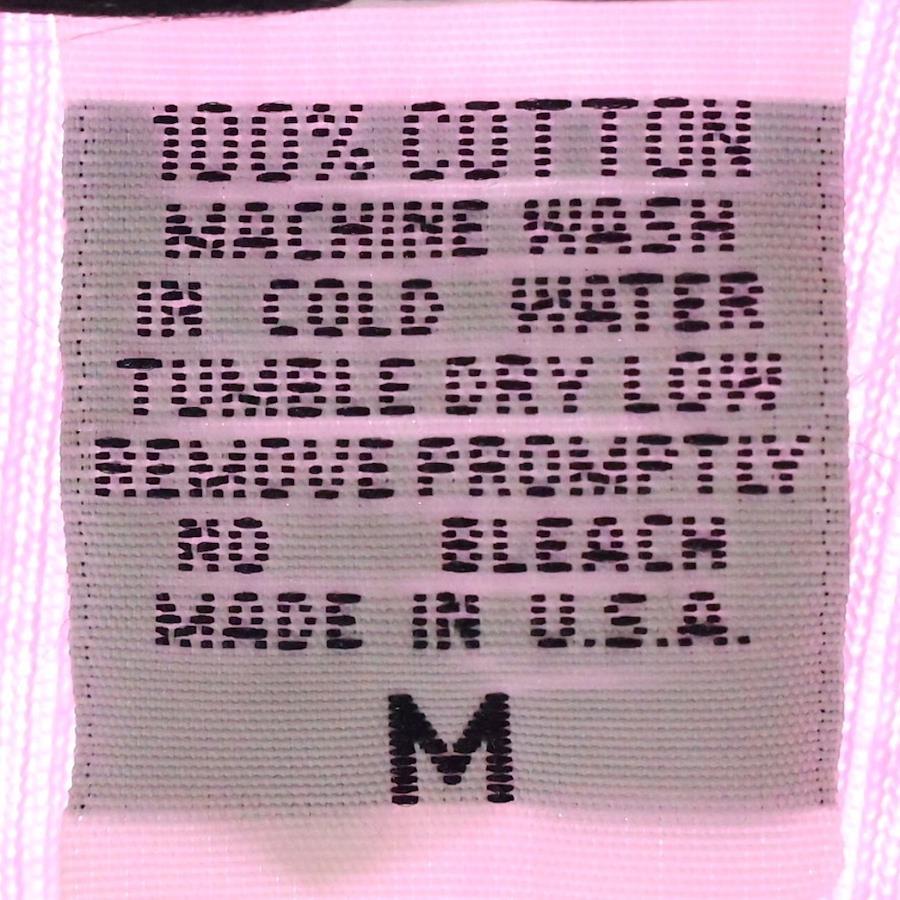 100% COTTON
MACHINE WASH
IN COLD WATER
TUMBLE DRY LOW
REMOVE PROMPTLY
NO BLEACH
MADE IN U.S.A.
M